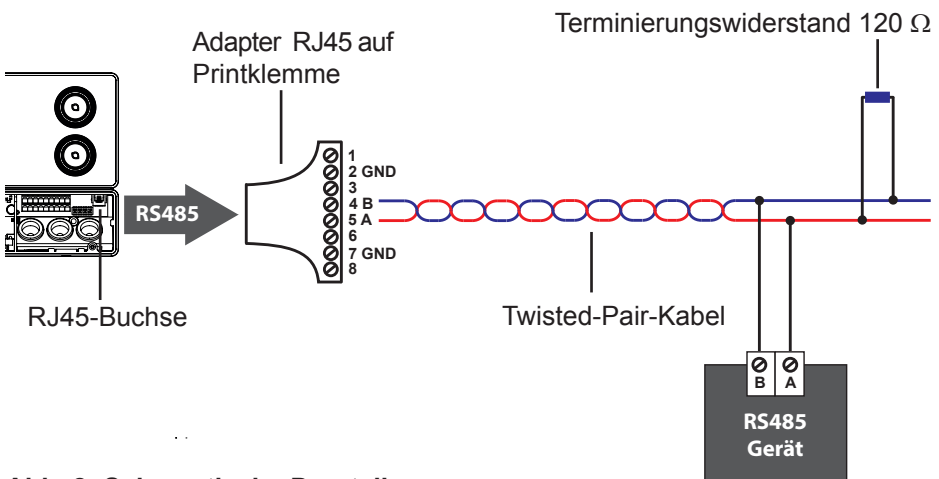 Terminierungswiderstand 120 Ω
Adapter RJ45 auf
Printklemme
1
2 GND
3
4 B
5 A
6
7 GND
8
RS485
RJ45-Buchse
Twisted-Pair-Kabel
B A
RS485
Gerät